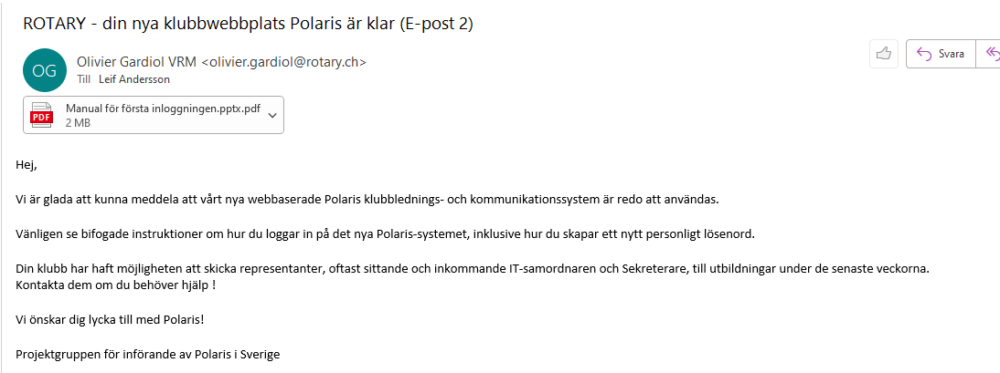 ROTARY - din nya klubbwebbplats Polaris är klar (E-post 2)
OG
Olivier Gardiol VRM <olivier.gardiol@rotary.ch>
Till Leif Andersson
Svara
PDF
Manual för första inloggningen.pptx.pdf
2 MB
Hej,
Vi är glada att kunna meddela att vårt nya webbaserade Polaris klubblednings- och kommunikationssystem är redo att användas.
Vänligen se bifogade instruktioner om hur du loggar in på det nya Polaris-systemet, inklusive hur du skapar ett nytt personligt lösenord.
Din klubb har haft möjligheten att skicka representanter, oftast sittande och inkommande IT-samordnaren och Sekreterare, till utbildningar under de senaste veckorna.
Kontakta dem om du behöver hjälp !
Vi önskar dig lycka till med Polaris!
Projektgruppen för införande av Polaris i Sverige